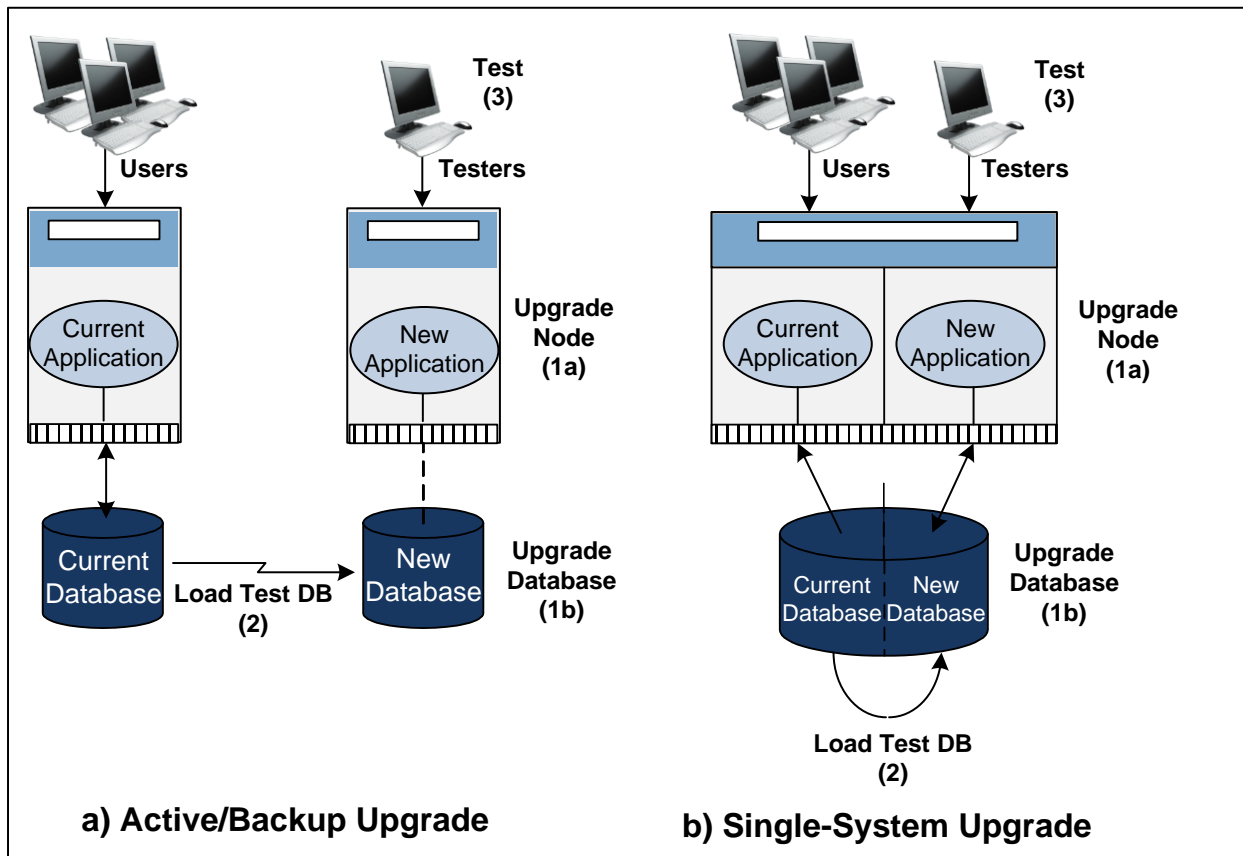 Test
(3)
Users
Testers
Current
Application
New
Application
Upgrade
Node
(1a)
Current
Database
Load Test DB
(2)
New
Database
Upgrade
Database
(1b)
a) Active/Backup Upgrade
Test
(3)
Users
Testers
Current
Application
New
Application
Upgrade
Node
(1a)
Current
Database
New
Database
Upgrade
Database
(1b)
Load Test DB
(2)
b) Single-System Upgrade